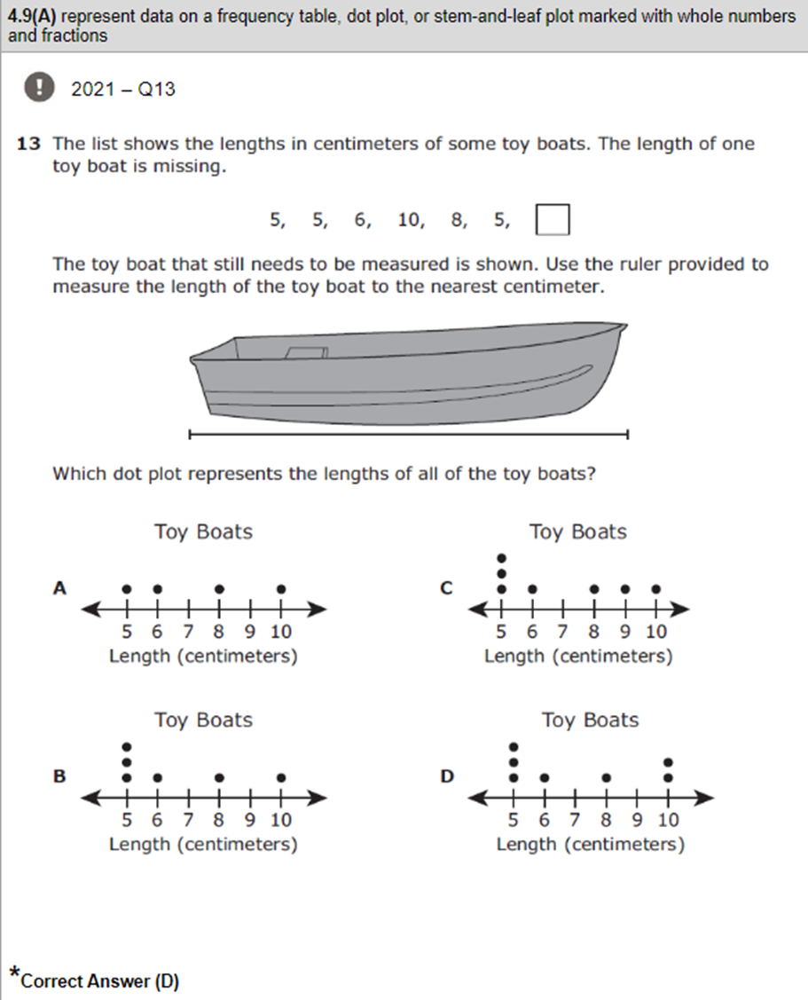 4.9(A) represent data on a frequency table, dot plot, or stem-and-leaf plot marked with whole numbers
and fractions
! 2021 – Q13
13 The list shows the lengths in centimeters of some toy boats. The length of one
toy boat is missing.
5, 5, 6, 10, 8, 5,
The toy boat that still needs to be measured is shown. Use the ruler provided to
measure the length of the toy boat to the nearest centimeter.
Which dot plot represents the lengths of all of the toy boats?
Toy Boats
A
5 6 7 8 9 10
Length (centimeters)
Toy Boats
C
5 6 7 8 9 10
Length (centimeters)
Toy Boats
B
5 6 7 8 9 10
Length (centimeters)
Toy Boats
D
5 6 7 8 9 10
Length (centimeters)
*Correct Answer (D)